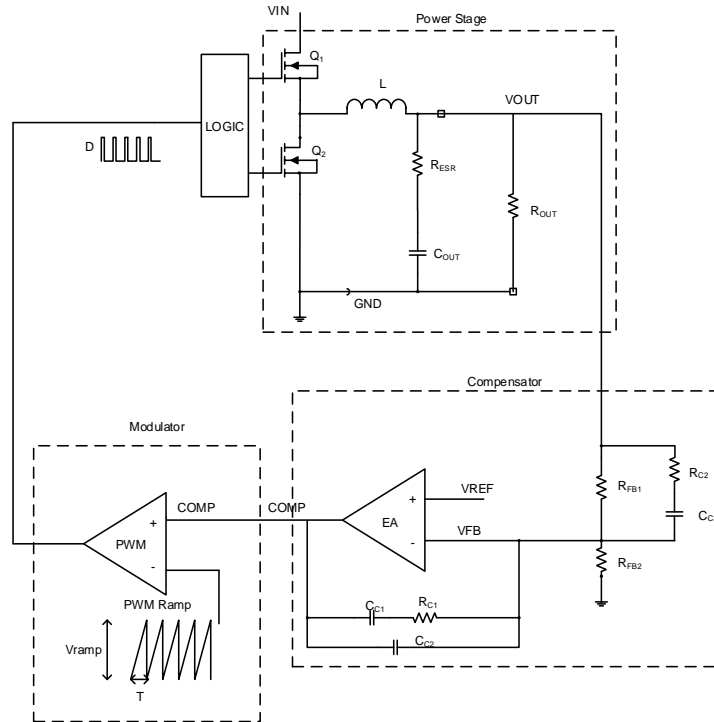 VIN
Power Stage
Q1
L
VOUT
LOGIC
D
Q2
RESR
ROUT
COUT
GND
Compensator
Modulator
RC2
RFB1
VREF
COMP
COMP
+
+
EA
VFB
PWM
-
-
RFB2
PWM Ramp
CC1
RC1
Vramp
CC2
T